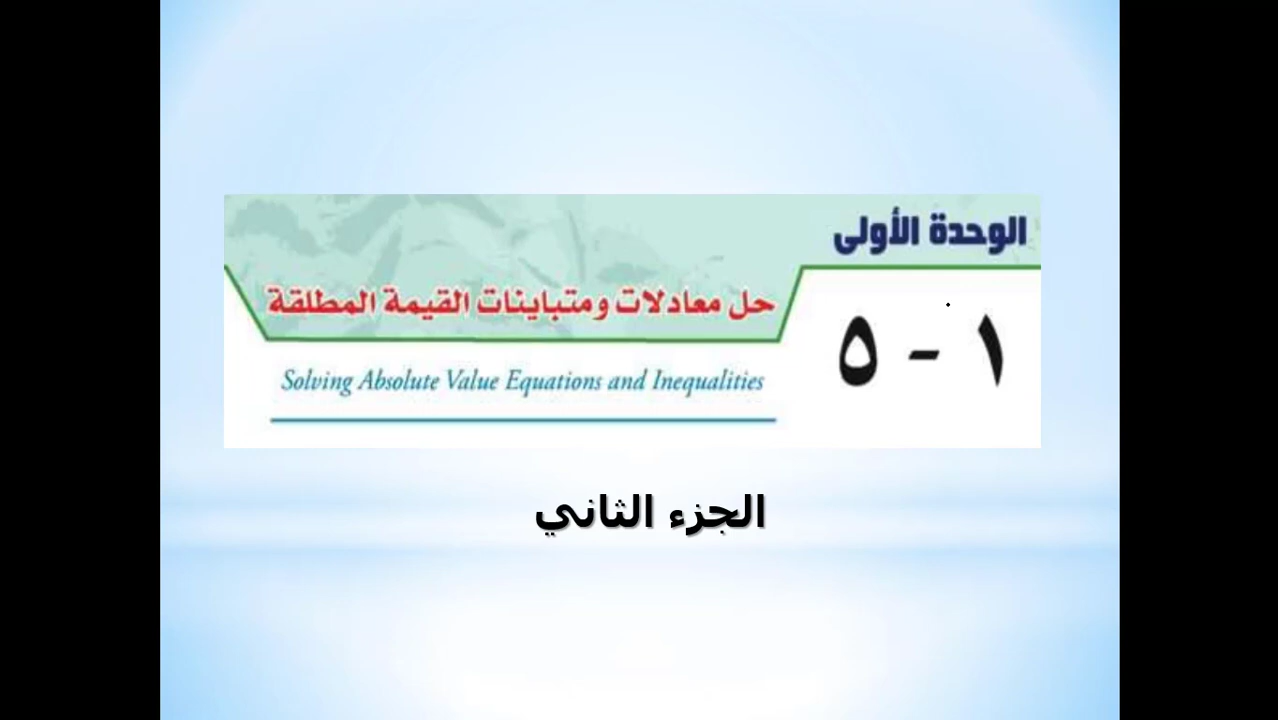 الوحدة الأولى
١ - ٥
حل معادلات ومتباينات القيمة المطلقة
Solving Absolute Value Equations and Inequalities
الجزء الثاني